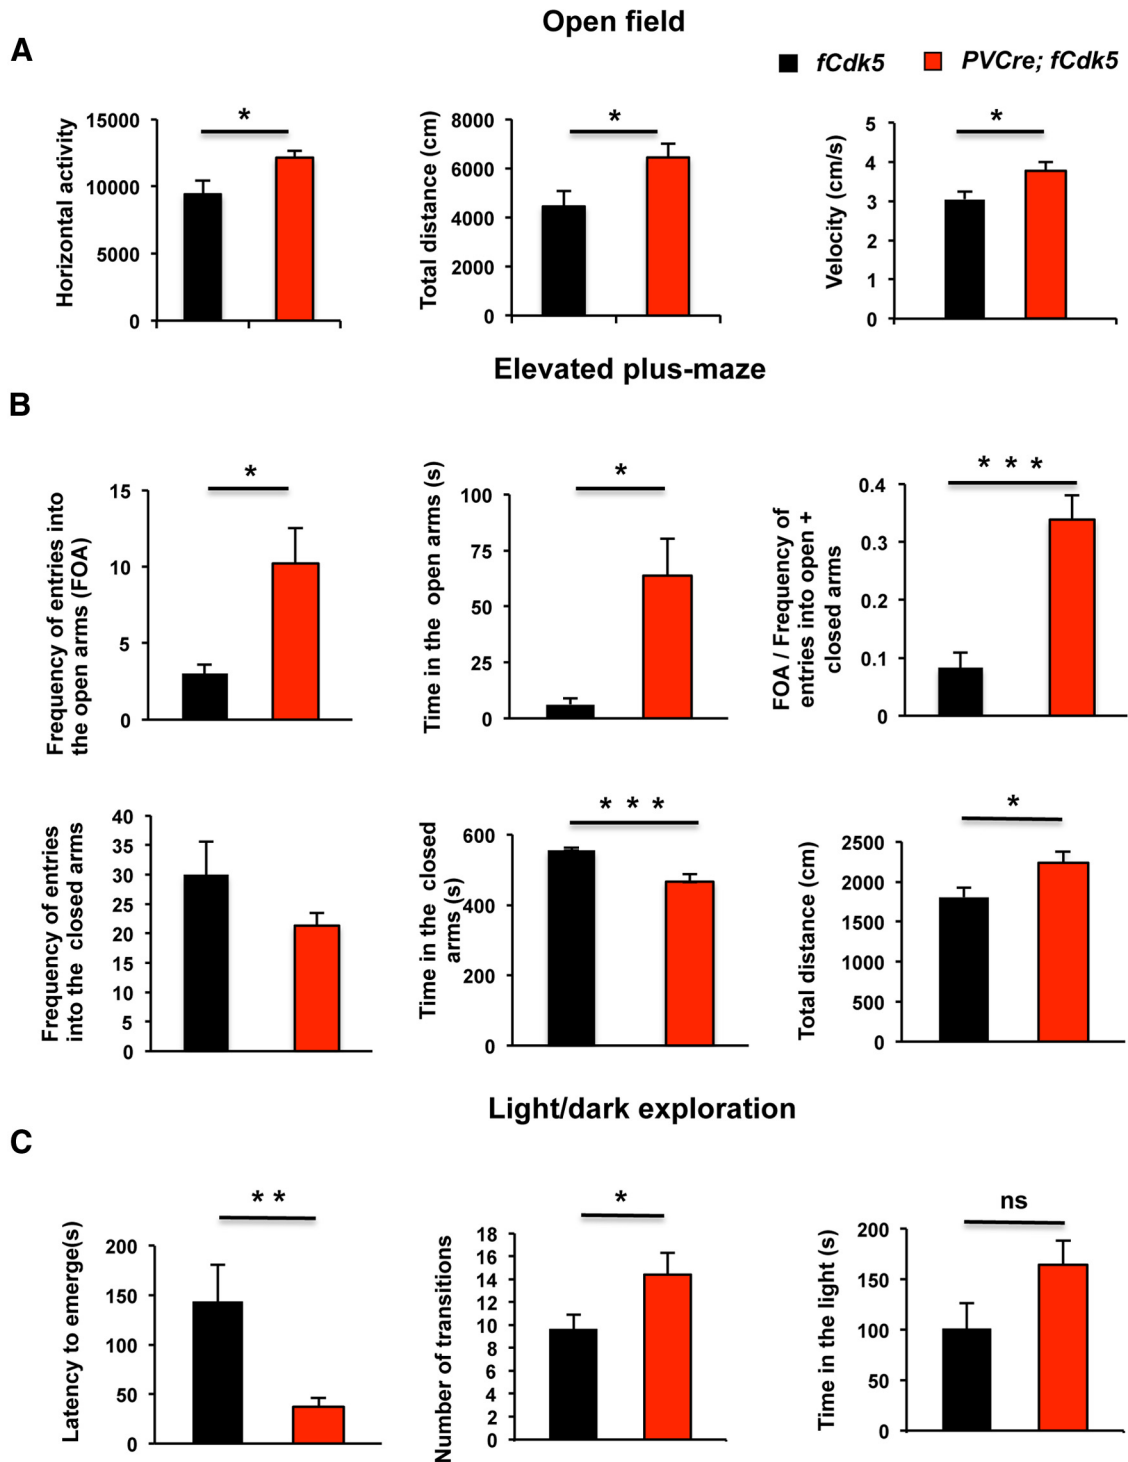 Open field
A
fCdk5
PVCre; fCdk5
Horizontal activity
15000
10000
5000
0
*
Total distance (cm)
8000
6000
4000
2000
0
*
Velocity (cm/s)
5
4
3
2
1
0
*
Elevated plus-maze
B
Frequency of entries into
the open arms (FOA)
15
10
5
0
*
Time in the open arms (s)
100
75
50
25
0
*
FOA / Frequency of
entries into open +
closed arms
0.4
0.3
0.2
0.1
0
* * *
Frequency of entries
into the closed arms
40
35
30
25
20
15
10
5
0
Time in the closed
arms (s)
600
400
200
0
* * *
Total distance (cm)
2500
2000
1500
1000
500
0
*
Light/dark exploration
C
Latency to emerge(s)
200
150
100
50
0
* *
Number of transitions
18
16
14
12
10
8
6
4
2
0
*
Time in the light (s)
200
150
100
50
0
ns